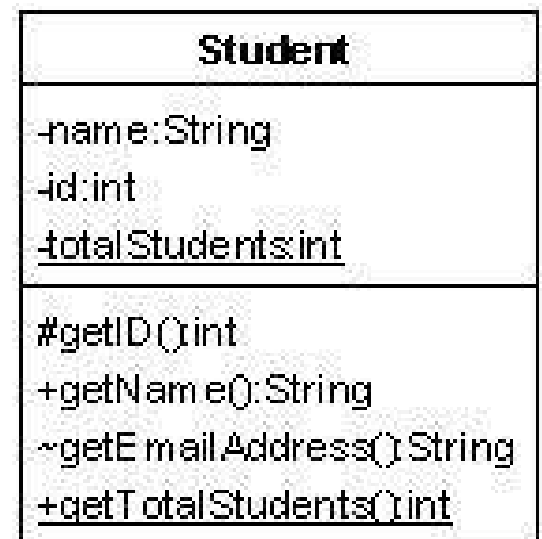 Student
-name:String
-id:int
-totalStudents:int
#getID():int
+getName():String
~getEmailAddress():String
+getTotalStudents():int